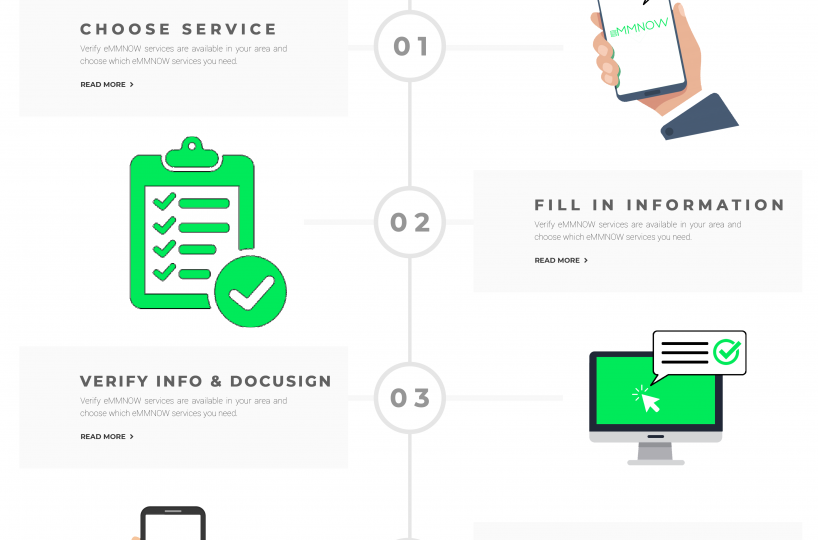 CHOOSE SERVICE
Verify eMMNOW services are available in your area and
choose which eMMNOW services you need.
READ MORE
01
eMMNOW
02
FILL IN INFORMATION
Verify eMMNOW services are available in your area and
choose which eMMNOW services you need.
READ MORE
VERIFY INFO & DOCUSIGN
Verify eMMNOW services are available in your area and
choose which eMMNOW services you need.
READ MORE
03